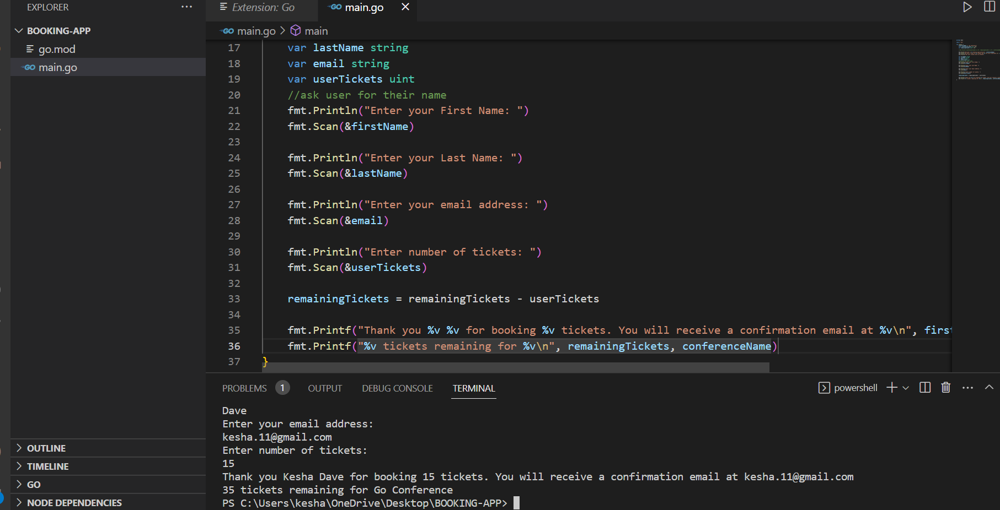 EXPLORER
BOOKING-APP
go.mod
main.go
OUTLINE
TIMELINE
GO
NODE DEPENDENCIES
Extension: Go
main.go
main.go > main
17 var lastName string
18 var email string
19 var userTickets uint
20 //ask user for their name
21 fmt.Println("Enter your First Name: ")
22 fmt.Scan(&firstName)
23
24 fmt.Println("Enter your Last Name: ")
25 fmt.Scan(&lastName)
26
27 fmt.Println("Enter your email address: ")
28 fmt.Scan(&email)
29
30 fmt.Println("Enter number of tickets: ")
31 fmt.Scan(&userTickets)
32
33 remainingTickets = remainingTickets - userTickets
34
35 fmt.Printf("Thank you %v %v for booking %v tickets. You will receive a confirmation email at %v\n", firs
36 fmt.Printf("%v tickets remaining for %v\n", remainingTickets, conferenceName)
37 }
PROBLEMS 1 OUTPUT DEBUG CONSOLE TERMINAL powershell
Dave
Enter your email address:
kesha.11@gmail.com
Enter number of tickets:
15
Thank you Kesha Dave for booking 15 tickets. You will receive a confirmation email at kesha.11@gmail.com
35 tickets remaining for Go Conference
PS C:\Users\kesha\OneDrive\Desktop\BOOKING-APP>